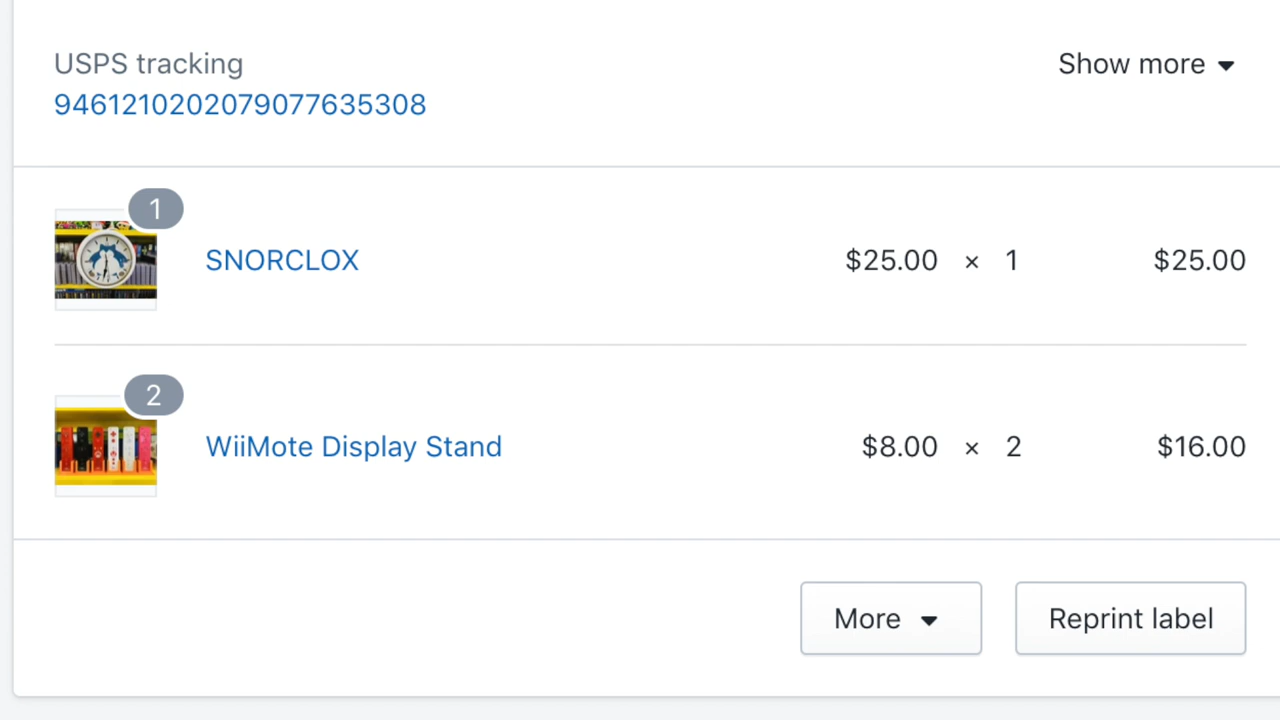 USPS tracking
Show more
9461210202079077635308
1
SNORCLOX
$25.00 × 1
$25.00
2
WiiMote Display Stand
$8.00 × 2
$16.00
More
Reprint label